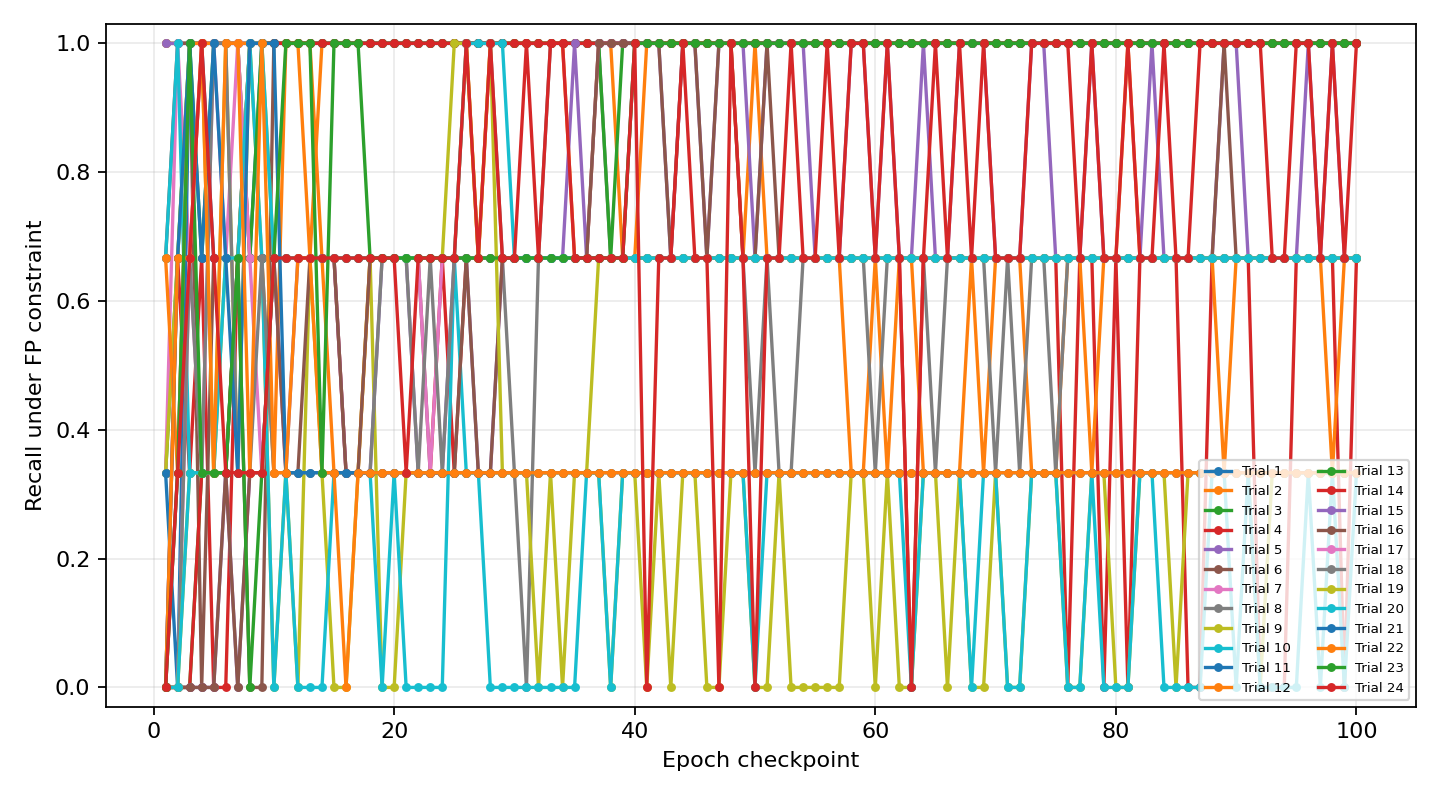 1.0
0.8
0.6
0.4
0.2
0.0
Recall under FP constraint
0
20
40
60
80
100
Epoch checkpoint
Trial 1
Trial 2
Trial 3
Trial 4
Trial 5
Trial 6
Trial 7
Trial 8
Trial 9
Trial 10
Trial 11
Trial 12
Trial 13
Trial 14
Trial 15
Trial 16
Trial 17
Trial 18
Trial 19
Trial 20
Trial 21
Trial 22
Trial 23
Trial 24